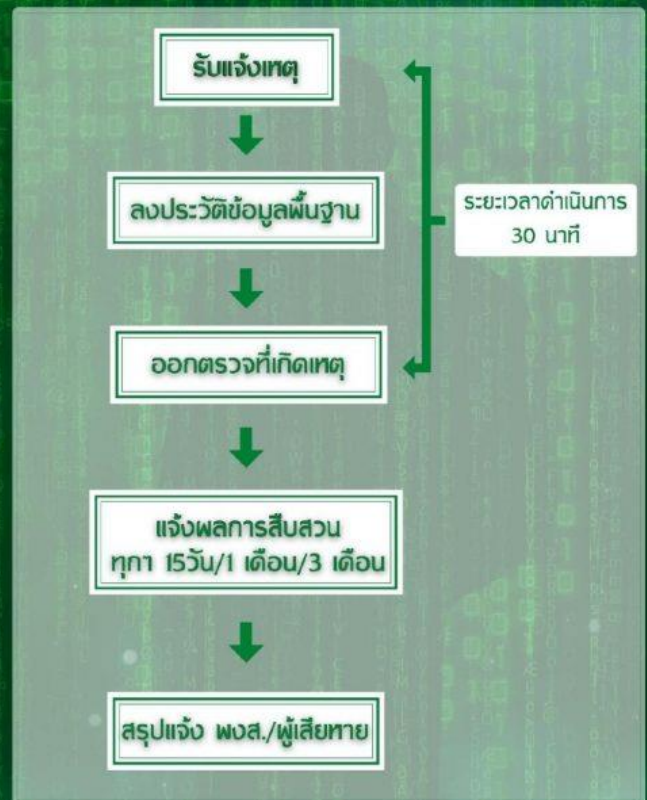 รับแจ้งเหตุ
ลงประวัติข้อมูลพื้นฐาน
ระยะเวลาดำเนินการ
30 นาที
ออกตรวจที่เกิดเหตุ
แจ้งผลการสืบสวน
ทุกๅ 15วัน/1 เดือน/3 เดือน
สรุปแจ้ง พงส./ผู้เสียหาย